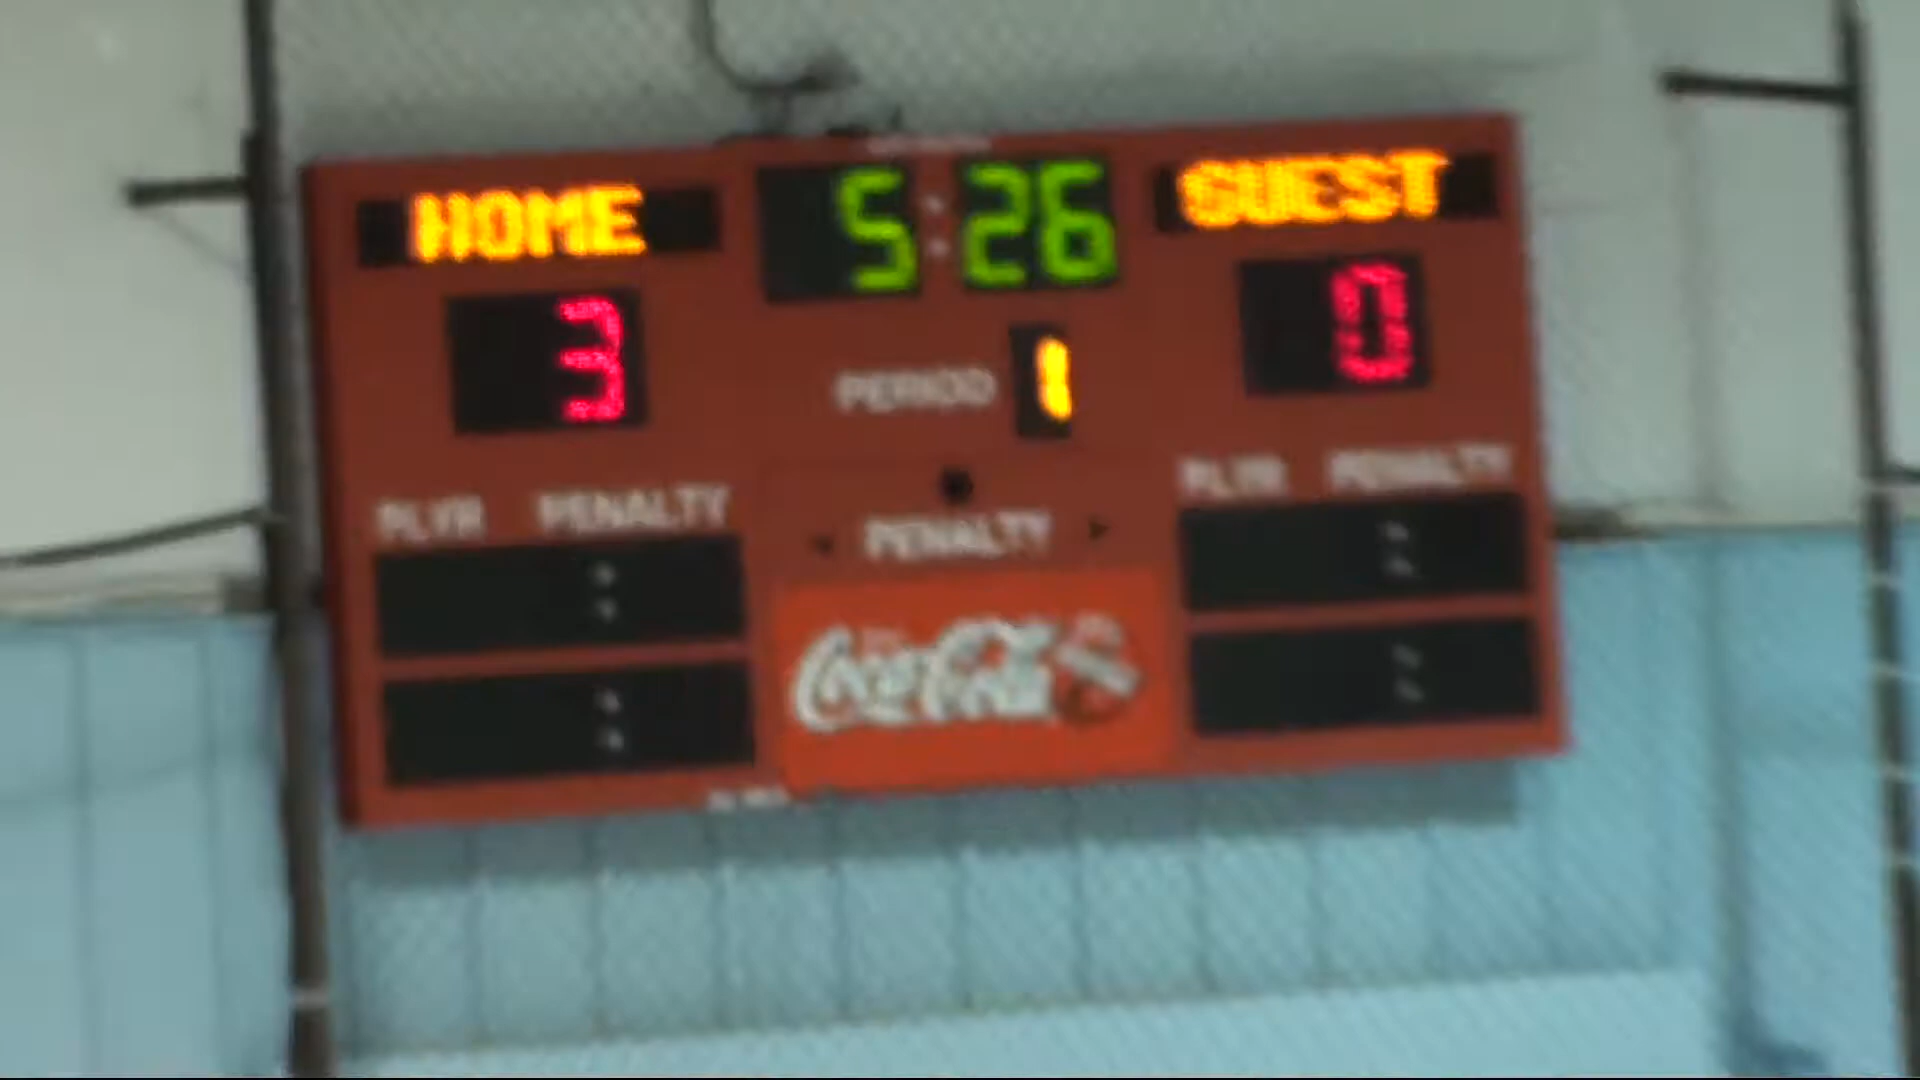 HOME 5:26 GUEST
3 0
PERIOD 1
PLYR PENALTY PLYR PENALTY
PENALTY
Coca-Cola